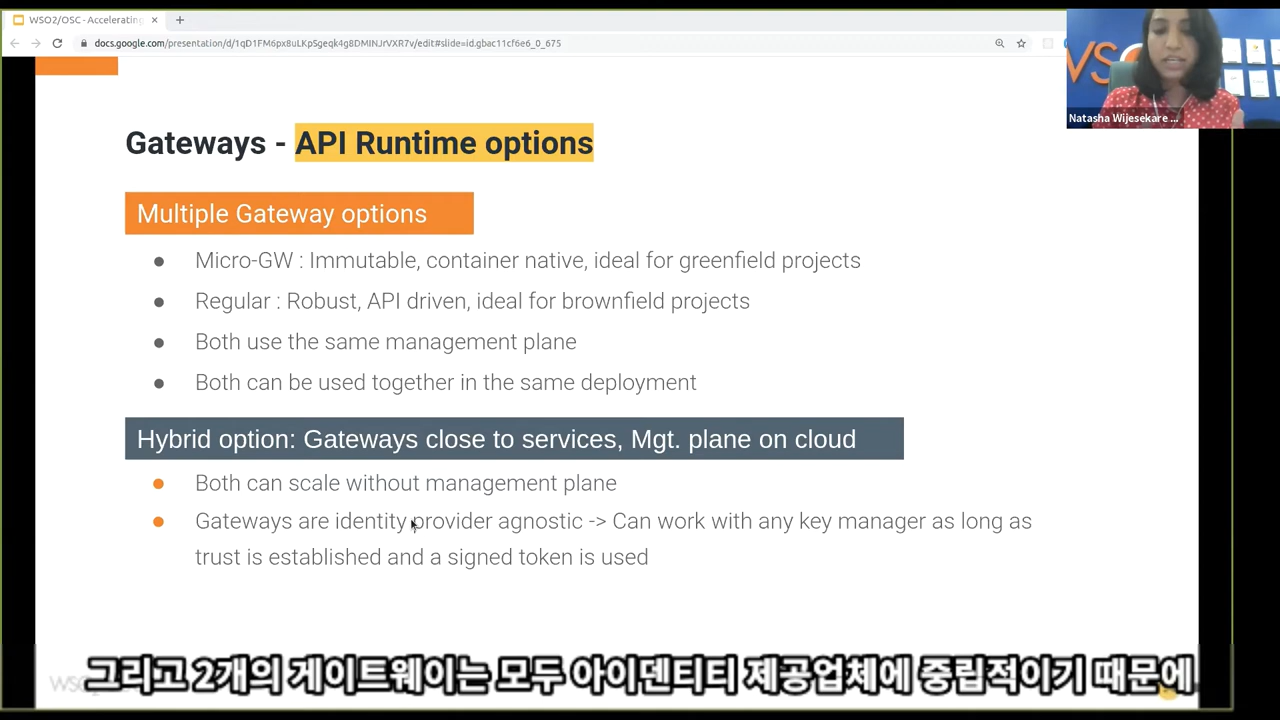 WSO2/OSC - Accelerating
docs.google.com/presentation/d/1qD1FM6px8uLKpSgeqk4g8DMINJrVXR7v/edit#slide=id.gbac11cf6e6_0_675
Natasha Wijesekare ...
Gateways - API Runtime options
Multiple Gateway options
● Micro-GW : Immutable, container native, ideal for greenfield projects
● Regular : Robust, API driven, ideal for brownfield projects
● Both use the same management plane
● Both can be used together in the same deployment
Hybrid option: Gateways close to services, Mgt. plane on cloud
● Both can scale without management plane
● Gateways are identity provider agnostic -> Can work with any key manager as long as
trust is established and a signed token is used
그리고 2개의 게이트웨이는 모두 아이덴티티 제공업체에 중립적이기 때문에